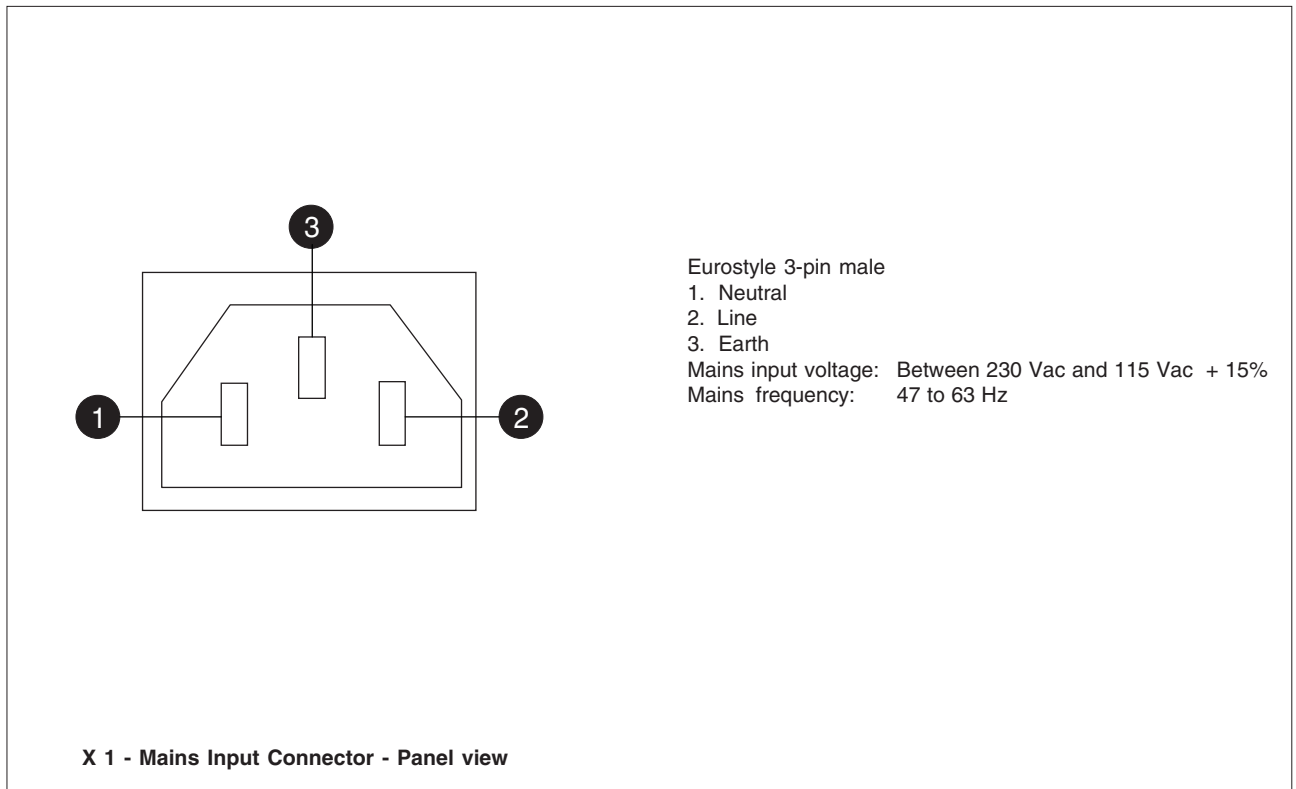 3
1
2
Eurostyle 3-pin male
1. Neutral
2. Line
3. Earth
Mains input voltage: Between 230 Vac and 115 Vac + 15%
Mains frequency: 47 to 63 Hz
X 1 - Mains Input Connector - Panel view